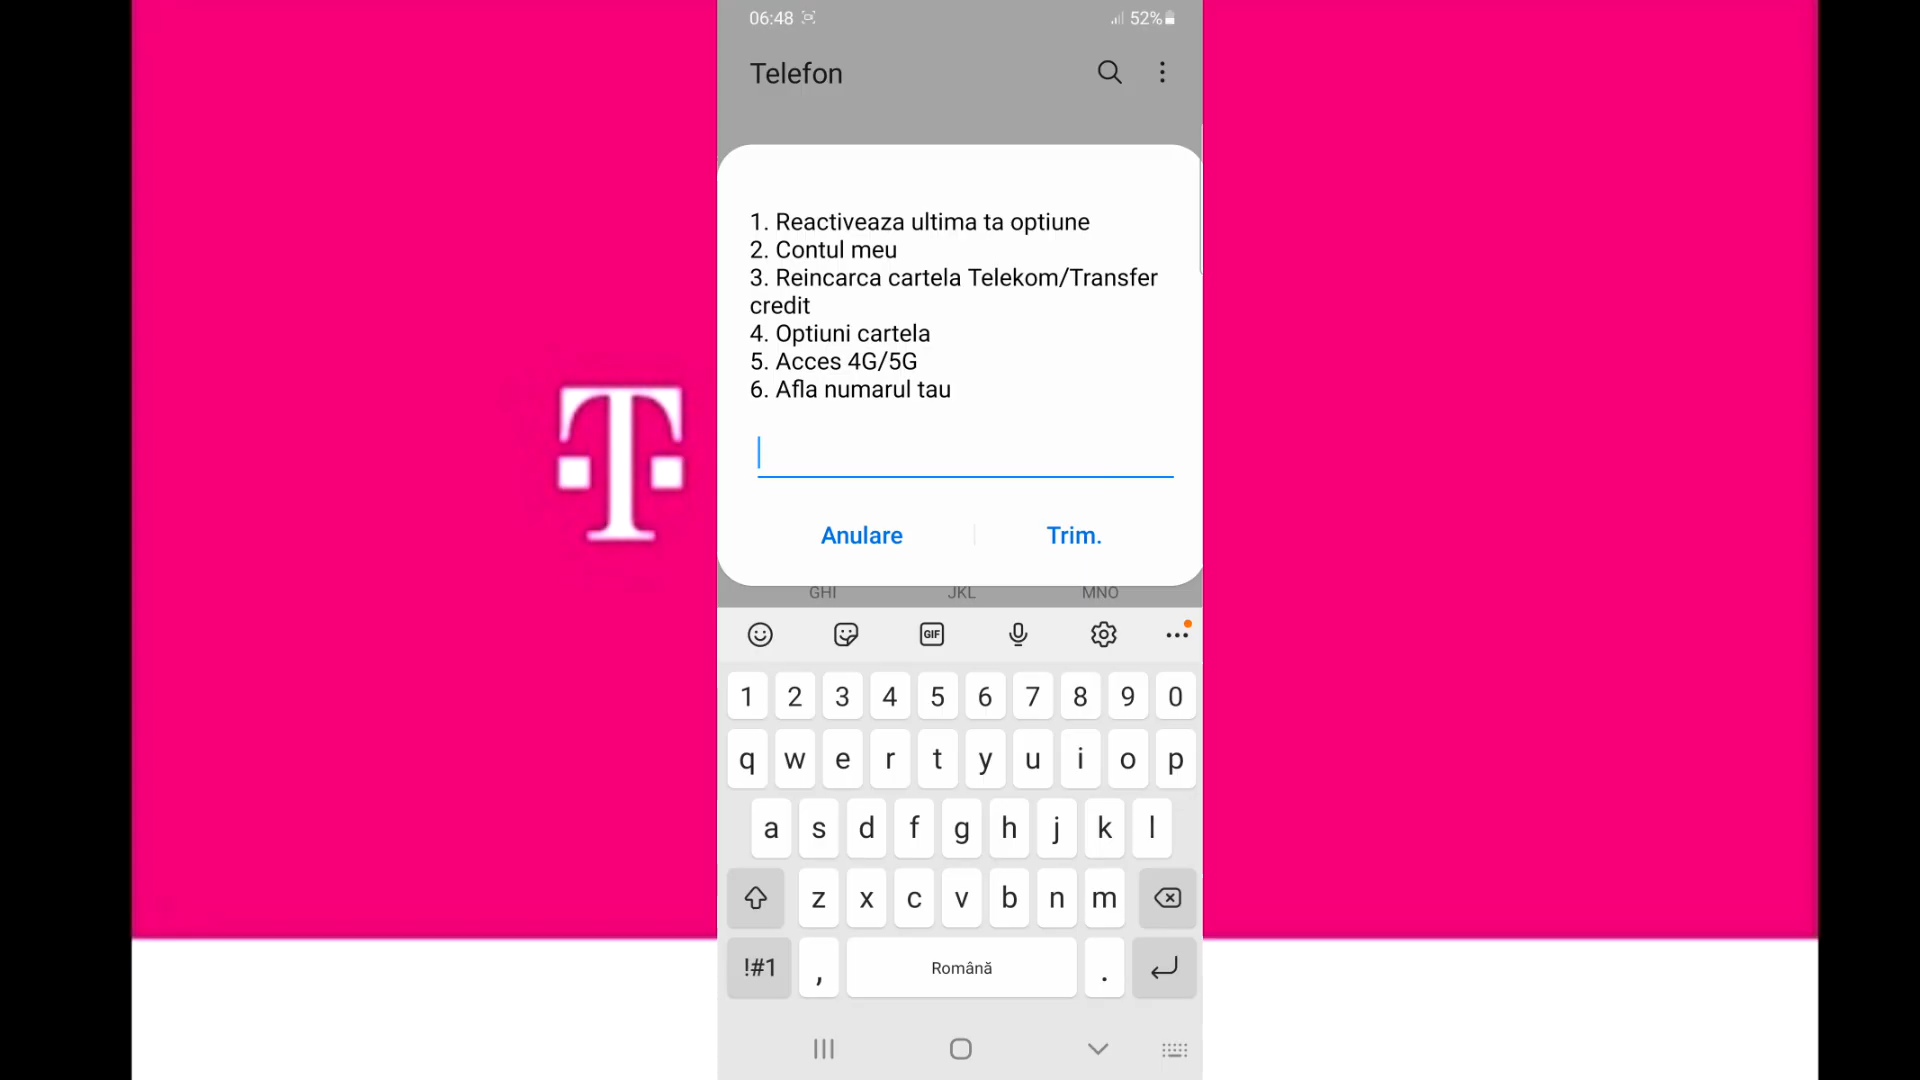 06:48
52%
Telefon
1. Reactiveaza ultima ta optiune
2. Contul meu
3. Reincarca cartela Telekom/Transfer
credit
4. Optiuni cartela
5. Acces 4G/5G
6. Afla numarul tau
Anulare
Trim.
GHI JKL MNO
GIF
1 2 3 4 5 6 7 8 9 0
q w e r t y u i o p
a s d f g h j k l
z x c v b n m
!#1 , Română .
T